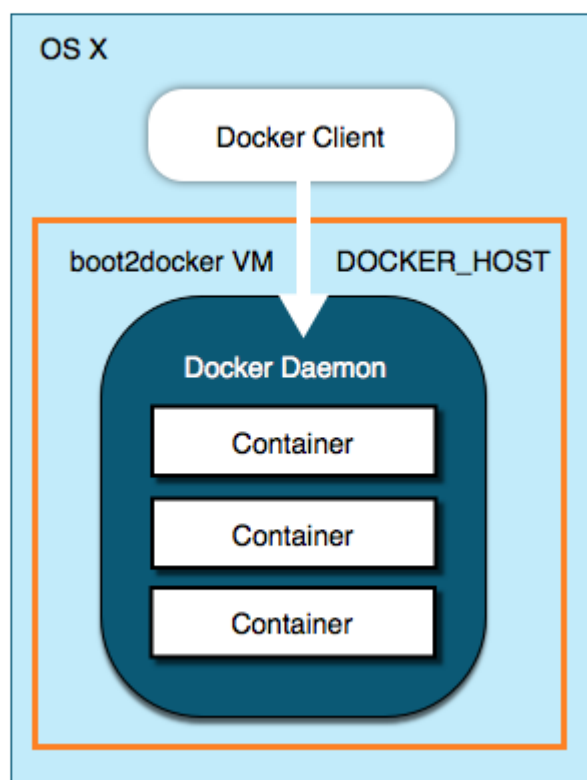 OS X
Docker Client
boot2docker VM DOCKER_HOST
Docker Daemon
Container
Container
Container